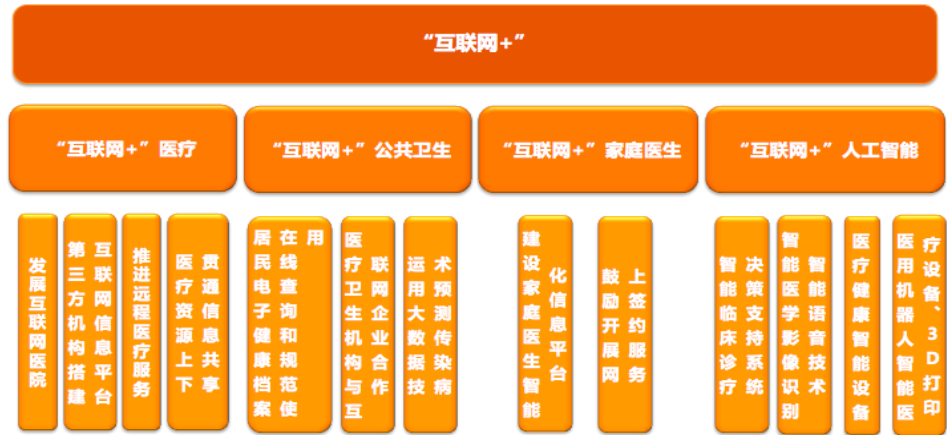 “互联网+”
“互联网+”医疗
“互联网+”公共卫生
“互联网+”家庭医生
“互联网+”人工智能
发展互联网医院
第三方机构搭建
互联网信息平台
推进远程医疗服务
医疗资源上下
贯通信息共享
居民电子健康档案
在线查询和规范使
用
医疗卫生机构与互
联网企业合作
运用大数据技
术预测传染病
建设家庭医生智能
化信息平台
鼓励开展网
上签约服务
智能临床诊疗
决策支持系统
智能医学影像识别
智能语音技术
医疗健康智能设备
医用机器人智能医
疗设备、3D打印